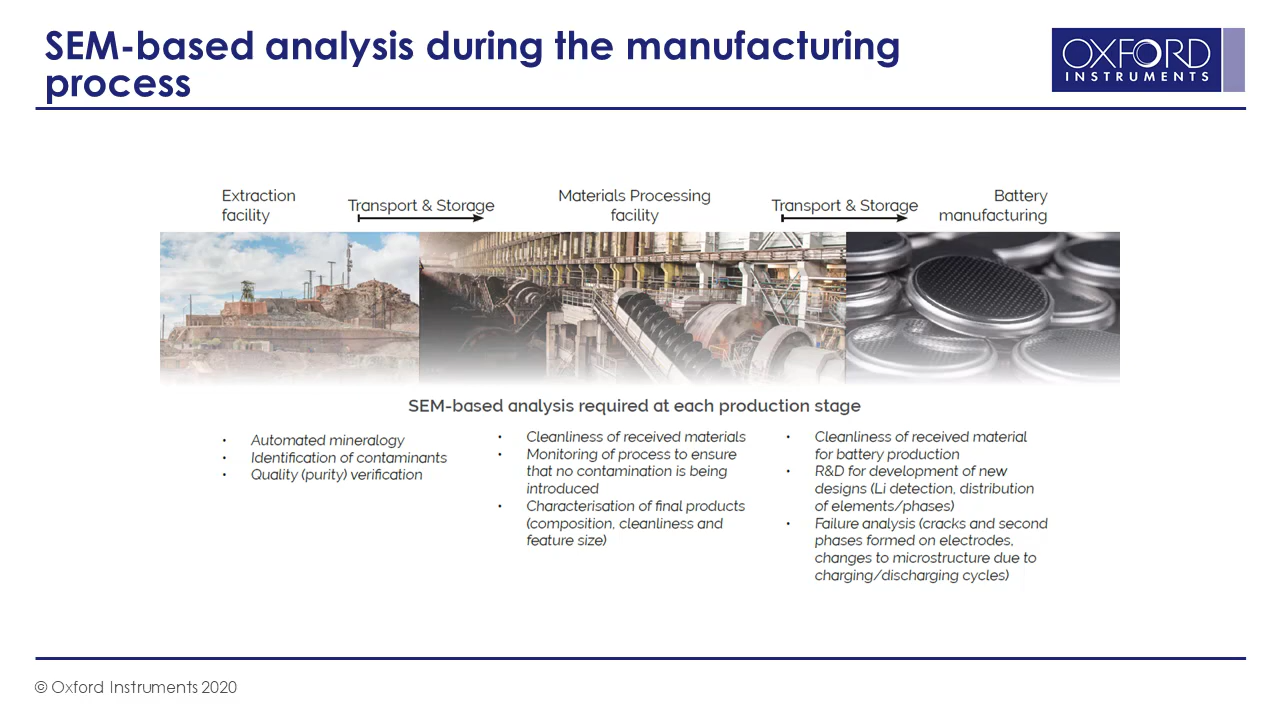 SEM-based analysis during the manufacturing
process
OXFORD
INSTRUMENTS
Extraction
facility
Transport & Storage
Materials Processing
facility
Transport & Storage
Battery
manufacturing
SEM-based analysis required at each production stage
• Automated mineralogy
• Identification of contaminants
• Quality (purity) verification
• Cleanliness of received materials
• Monitoring of process to ensure
that no contamination is being
introduced
• Characterisation of final products
(composition, cleanliness and
feature size)
• Cleanliness of received material
for battery production
• R&D for development of new
designs (Li detection, distribution
of elements/phases)
• Failure analysis (cracks and second
phases formed on electrodes,
changes to microstructure due to
charging/discharging cycles)
© Oxford Instruments 2020